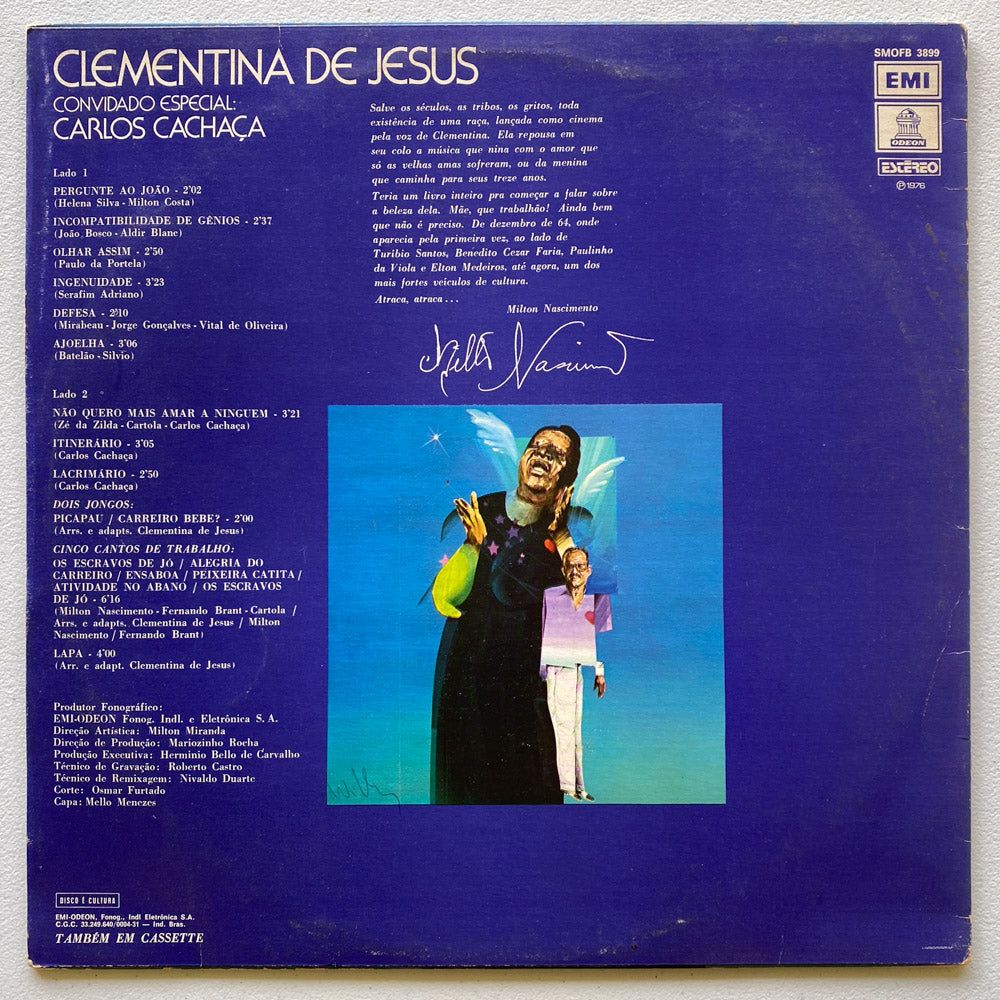 CLEMENTINA DE JESUS
CONVIDADO ESPECIAL:
CARLOS CACHAÇA
Lado 1
PERGUNTE AO JOÃO - 2'02
(Helena Silva - Milton Costa)
INCOMPATIBILIDADE DE GÊNIOS - 2'37
(João Bosco - Aldir Blanc)
OLHAR ASSIM - 2'50
(Paulo da Portela)
INGENUIDADE - 3'23
(Serafim Adriano)
DEFESA - 2'10
(Mirabeau - Jorge Gonçalves - Vital de Oliveira)
AJOELHA - 3'06
(Batelão - Silvio)
Lado 2
NÃO QUERO MAIS AMAR A NINGUEM - 3'21
(Zé da Zilda - Cartola - Carlos Cachaça)
ITINERÁRIO - 3'05
(Carlos Cachaça)
LACRIMÁRIO - 2'50
(Carlos Cachaça)
DOIS JONGOS:
PICAPAU / CARREIRO BEBE? - 2'00
(Arrs. e adapts. Clementina de Jesus)
CINCO CANTOS DE TRABALHO:
OS ESCRAVOS DE JÓ / ALEGRIA DO
CARREIRO / ENSABOA / PEIXEIRA CATITA /
ATIVIDADE NO ABANO / OS ESCRAVOS
DE JÓ - 6'16
(Milton Nascimento - Fernando Brant - Cartola /
Arrs. e adapts. Clementina de Jesus / Milton
Nascimento / Fernando Brant)
LAPA - 4'00
(Arr. e adapt. Clementina de Jesus)
Produtor Fonográfico:
EMI-ODEON Fonog. Indl. e Eletrônica S. A.
Direção Artística: Milton Miranda
Direção de Produção: Mariozinho Rocha
Produção Executiva: Herminio Bello de Carvalho
Técnico de Gravação: Roberto Castro
Técnico de Remixagem: Nivaldo Duarte
Corte: Osmar Furtado
Capa: Mello Menezes
DISCO É CULTURA
EMI-ODEON, Fonog., Indl Eletrônica S.A.
C.G.C. 33.249.640/0004-31 — Ind. Bras.
TAMBÉM EM CASSETTE
Salve os séculos, as tribos, os gritos, toda
existência de uma raça, lançada como cinema
pela voz de Clementina. Ela repousa em
seu colo a música que nina com o amor que
só as velhas amas sofreram, ou da menina
que caminha para seus treze anos.
Teria um livro inteiro pra começar a falar sobre
a beleza dela. Mãe, que trabalhão! Ainda bem
que não é preciso. De dezembro de 64, onde
aparecia pela primeira vez, ao lado de
Turibio Santos, Benedito Cezar Faria, Paulinho
da Viola e Elton Medeiros, até agora, um dos
mais fortes veículos de cultura.
Atraca, atraca . . .
Milton Nascimento
SMOFB 3899
EMI
ODEON
ESTÉREO
℗ 1976